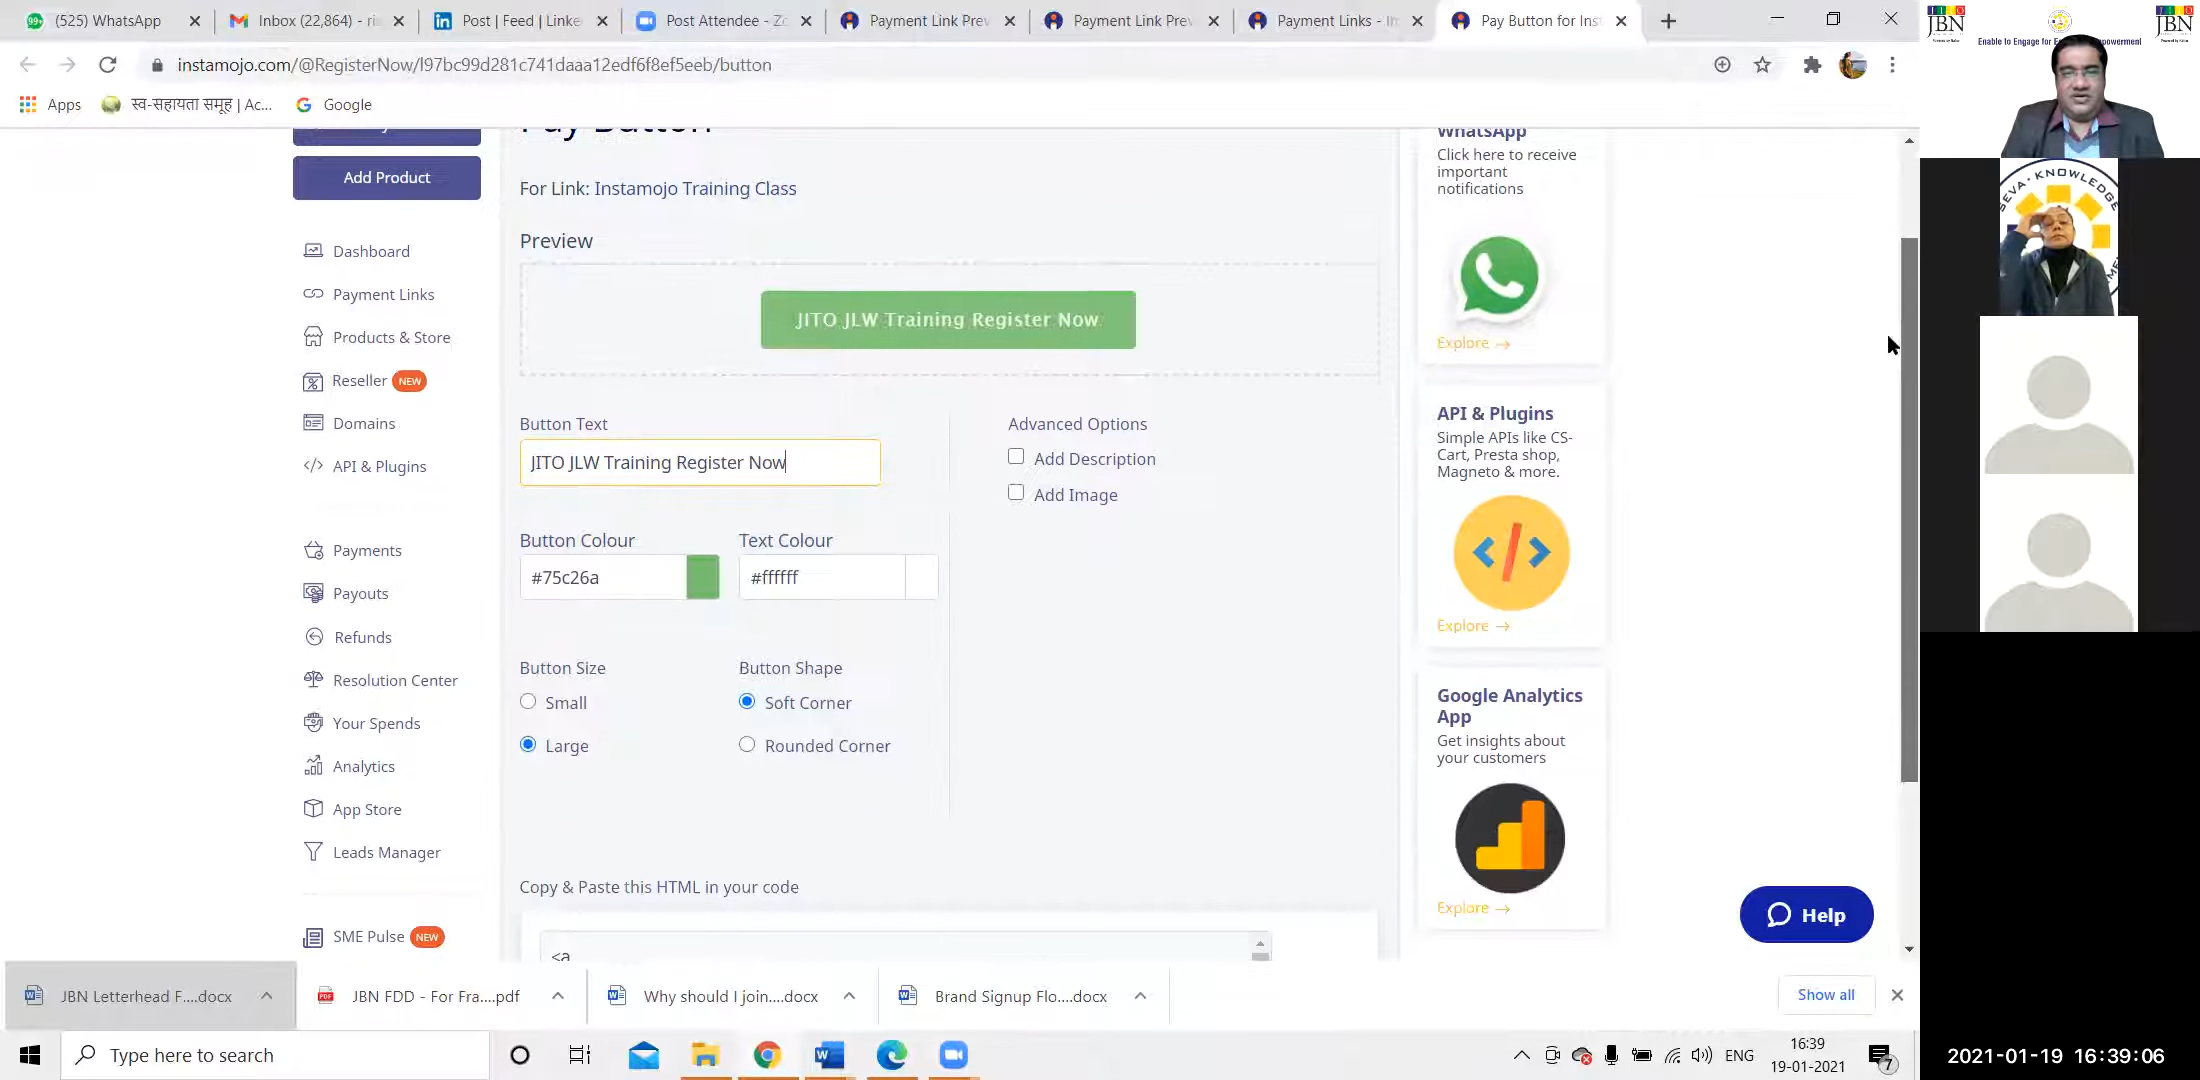 (525) WhatsApp
Inbox (22,864) - ri
Post | Feed | Linke
Post Attendee - Zo
Payment Link Prev
Payment Link Prev
Payment Links - In
Pay Button for Ins
instamojo.com/@RegisterNow/l97bc99d281c741daaa12edf6f8ef5eeb/button
Apps
स्व-सहायता समूह | Ac...
Google
Pay Button
Add Product
For Link: Instamojo Training Class
Preview
JITO JLW Training Register Now
Dashboard
Payment Links
Products & Store
Reseller NEW
Domains
API & Plugins
Payments
Payouts
Refunds
Resolution Center
Your Spends
Analytics
App Store
Leads Manager
SME Pulse NEW
Button Text
JITO JLW Training Register Now
Advanced Options
Add Description
Add Image
Button Colour
Text Colour
#75c26a
#ffffff
Button Size
Button Shape
Small
Soft Corner
Large
Rounded Corner
Copy & Paste this HTML in your code
<a
WhatsApp
Click here to receive
important
notifications
Explore →
API & Plugins
Simple APIs like CS-
Cart, Presta shop,
Magneto & more.
Explore →
Google Analytics
App
Get insights about
your customers
Explore →
Help
JBN Letterhead F....docx
JBN FDD - For Fra....pdf
Why should I join....docx
Brand Signup Flo....docx
Show all
Type here to search
ENG
16:39
19-01-2021
7
JBN
JBN
SEVA · KNOWLEDGE
2021-01-19 16:39:06